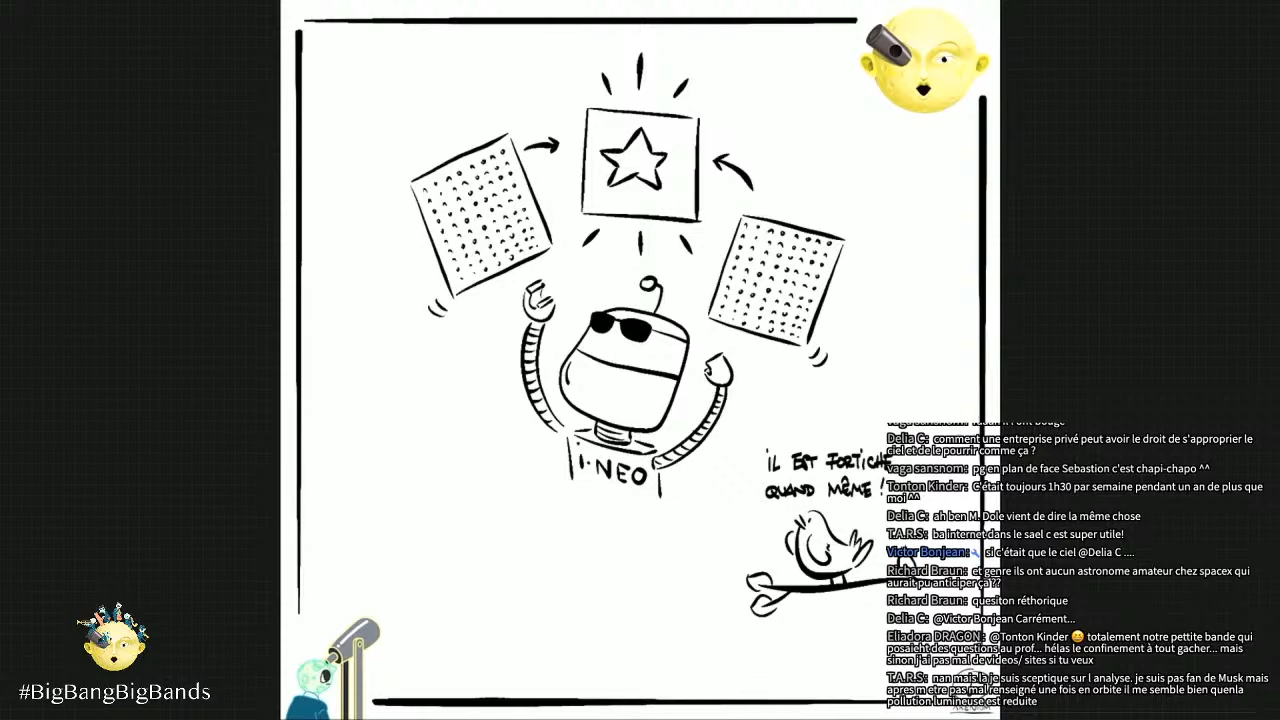 I·NEO
IL EST FORTICHE
QUAND MÊME !
Delia C: comment une entreprise privé peut avoir le droit de s'approprier le
ciel et de le pourrir comme ça ?
vaga sansnom: pg en plan de face Sebastion c'est chapi-chapo ^^
Tonton Kinder: C'était toujours 1h30 par semaine pendant un an de plus que
moi ^^
Delia C: ah ben M. Dole vient de dire la même chose
T.A.R.S: ba internet dans le sael c est super utile!
Victor Bonjean: si c'était que le ciel @Delia C ....
Richard Braun: et genre ils ont aucun astronome amateur chez spacex qui
aurait pu anticiper ça ??
Richard Braun: quesiton réthorique
Delia C: @Victor Bonjean Carrément...
Eliadora DRAGON: @Tonton Kinder 😆 totalement notre pettite bande qui
posaieht des questions au prof... hélas le confinement à tout gacher... mais
sinon j'ai pas mal de vidéos/ sites si tu veux
T.A.R.S: nan mais la je suis sceptique sur l analyse. je suis pas fan de Musk mais
apres m etre pas mal renseigné une fois en orbite il me semble bien quenla
pollution lumineuse est reduite
#BigBangBigBands